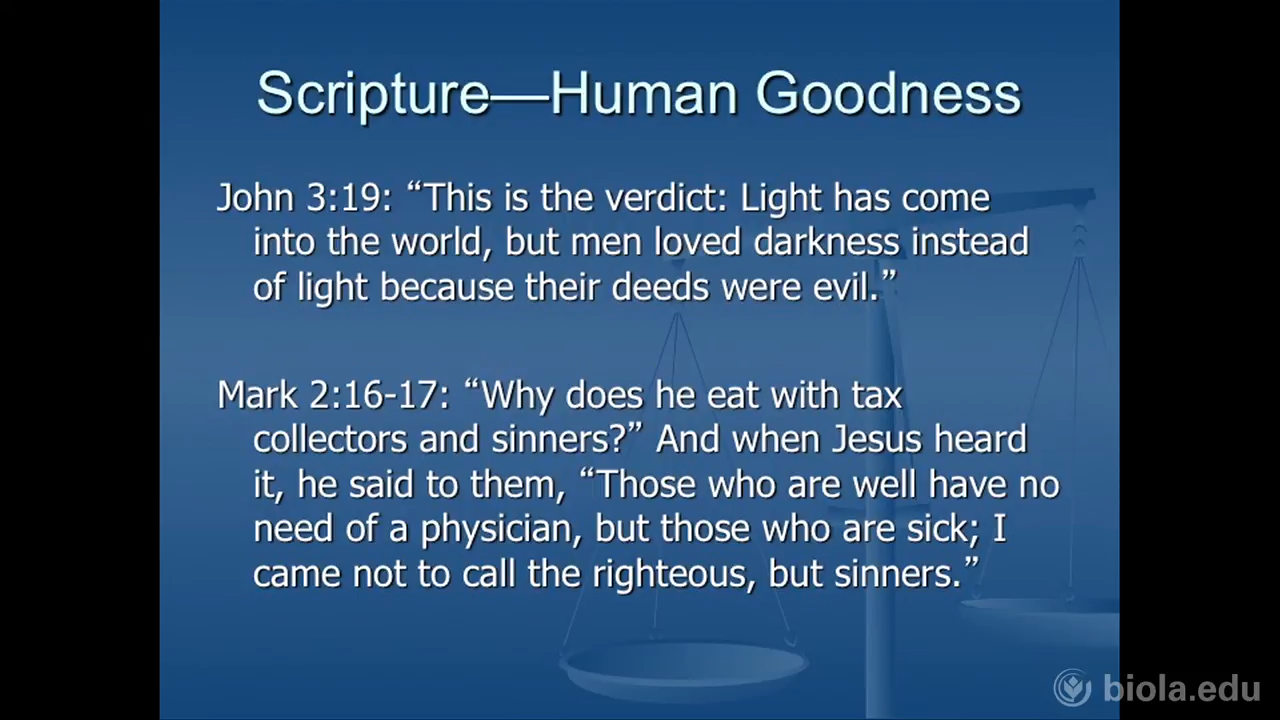 Scripture—Human Goodness
John 3:19: “This is the verdict: Light has come
into the world, but men loved darkness instead
of light because their deeds were evil.”
Mark 2:16-17: “Why does he eat with tax
collectors and sinners?” And when Jesus heard
it, he said to them, “Those who are well have no
need of a physician, but those who are sick; I
came not to call the righteous, but sinners.”
biola.edu